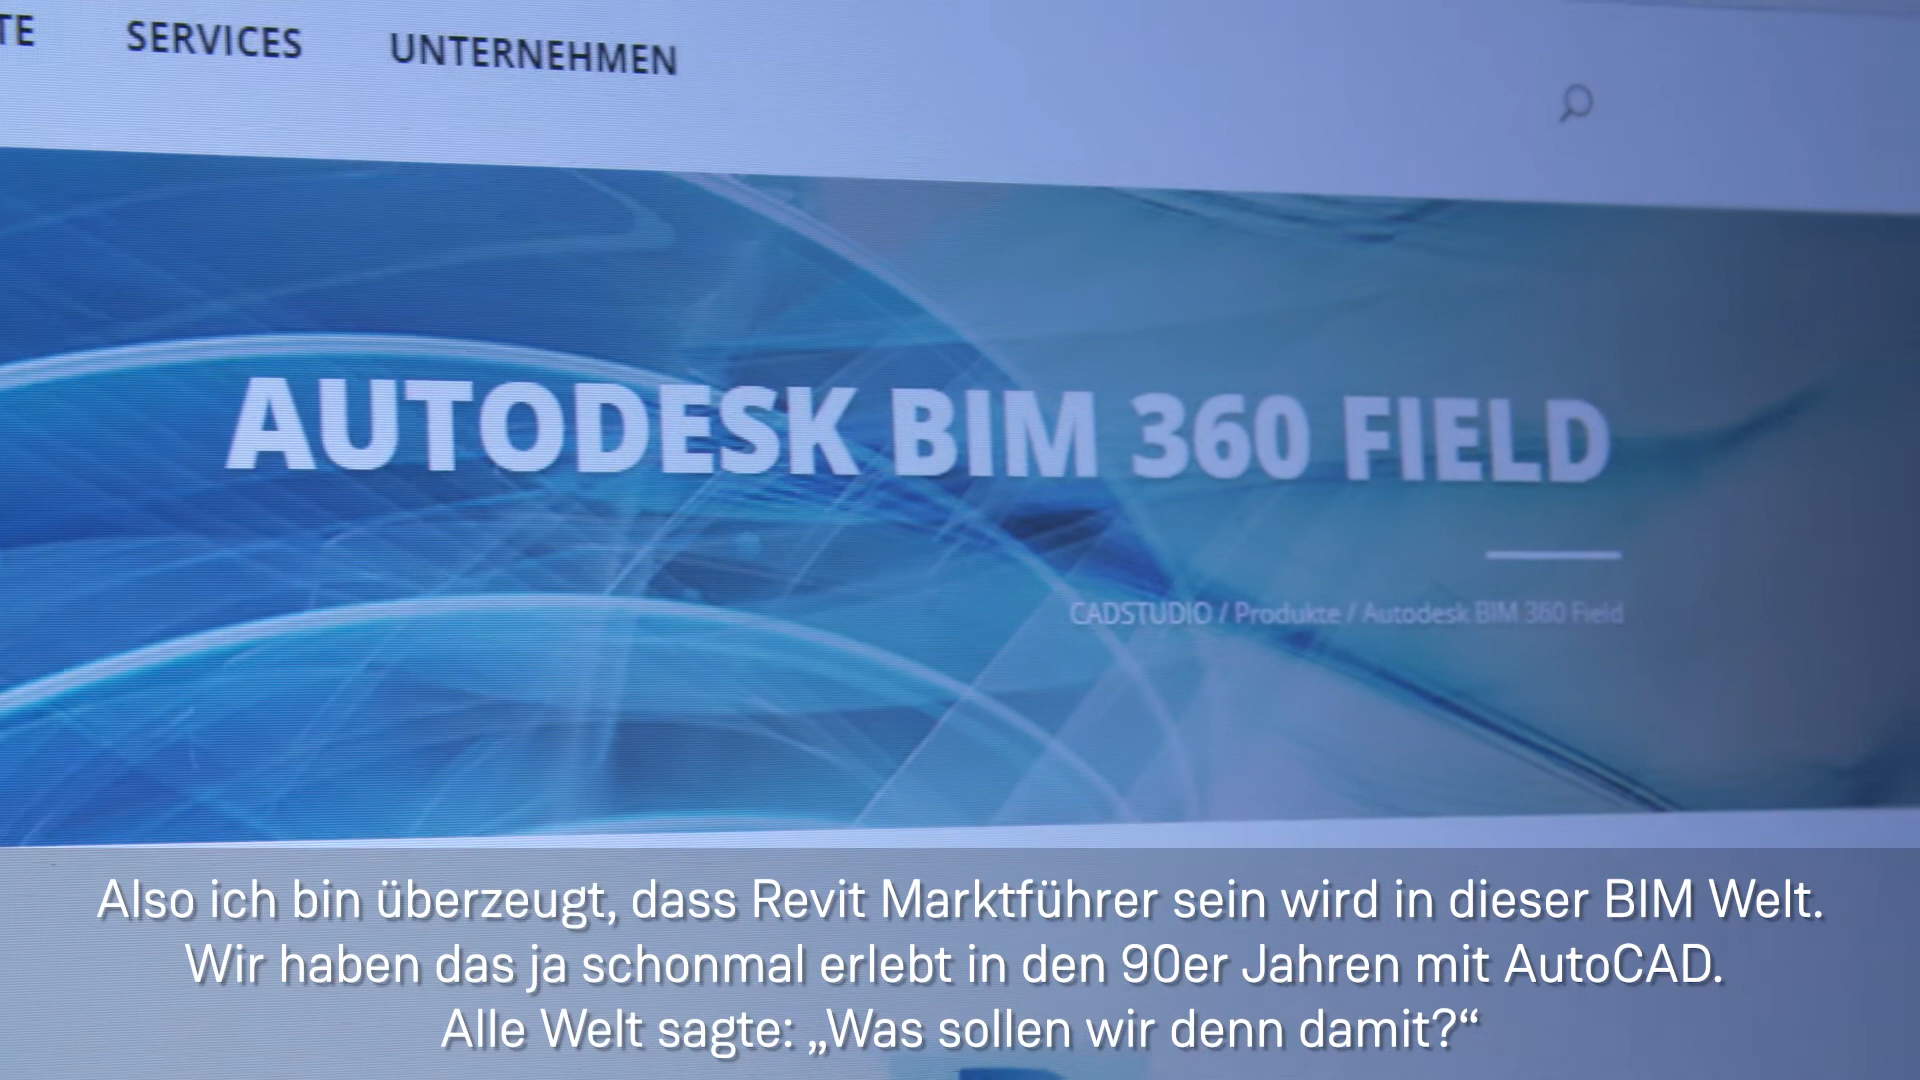 SERVICES UNTERNEHMEN
AUTODESK BIM 360 FIELD
CADSTUDIO / Produkte / Autodesk BIM 360 Field
Also ich bin überzeugt, dass Revit Marktführer sein wird in dieser BIM Welt.
Wir haben das ja schonmal erlebt in den 90er Jahren mit AutoCAD.
Alle Welt sagte: „Was sollen wir denn damit?“